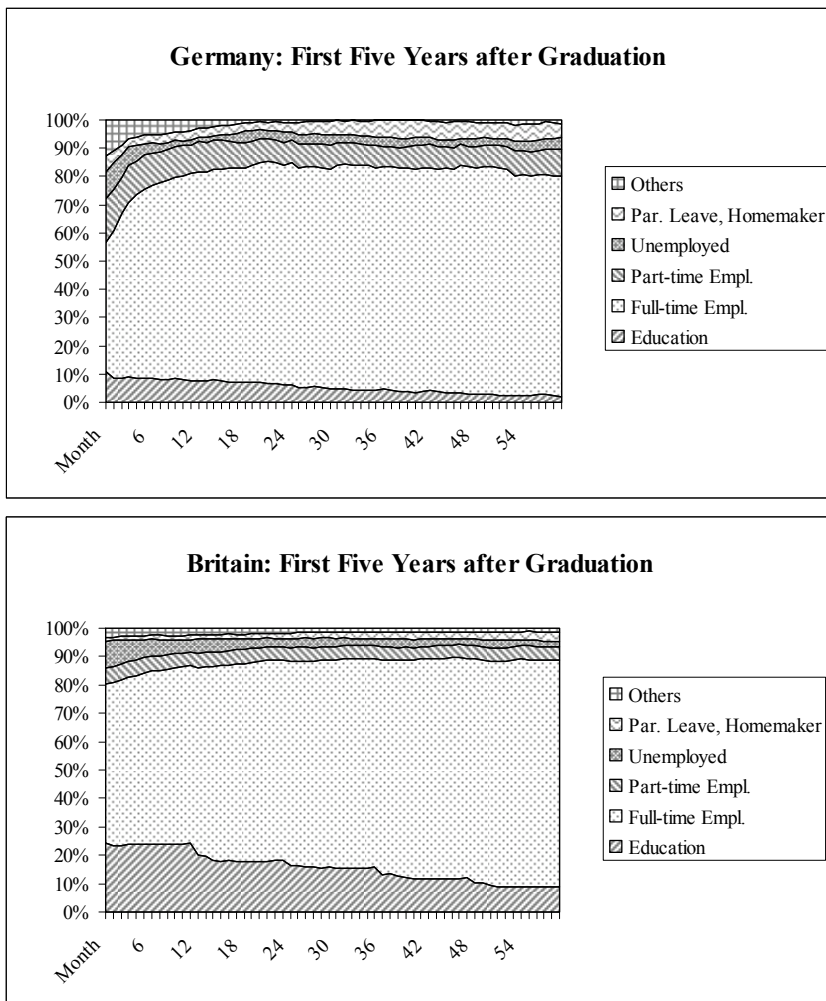 Germany: First Five Years after Graduation
100%
90%
80%
70%
60%
50%
40%
30%
20%
10%
0%
Month
6
12
18
24
30
36
42
48
54
Others
Par. Leave, Homemaker
Unemployed
Part-time Empl.
Full-time Empl.
Education
Britain: First Five Years after Graduation
100%
90%
80%
70%
60%
50%
40%
30%
20%
10%
0%
Month
6
12
18
24
30
36
42
48
54
Others
Par. Leave, Homemaker
Unemployed
Part-time Empl.
Full-time Empl.
Education